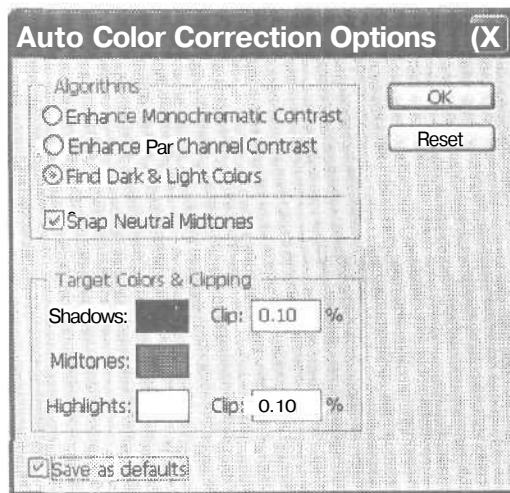 Auto Color Correction Options (X
Algorithms
Enhance Monochromatic Contrast
Enhance Par Channel Contrast
Find Dark & Light Colors
Snap Neutral Midtones
OK
Reset
Target Colors & Clipping
Shadows: Clip: 0.10 %
Midtones:
Highlights: Clip: 0.10 %
Save as defaults